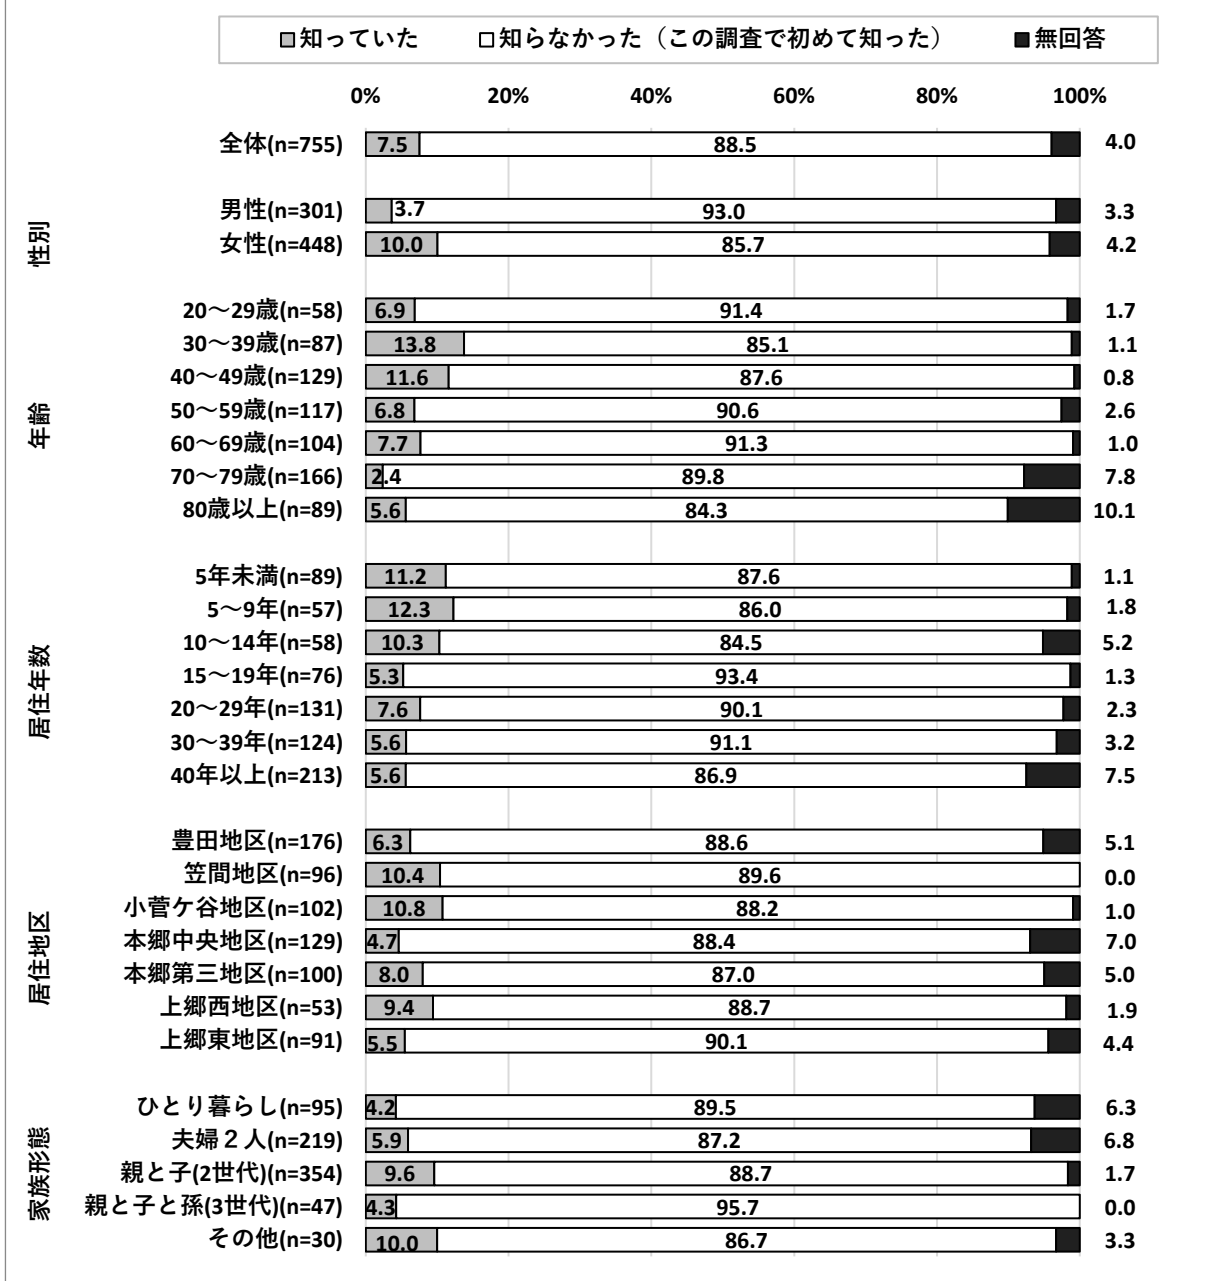 知っていた 知らなかった（この調査で初めて知った） 無回答
0% 20% 40% 60% 80% 100%
全体(n=755) 7.5 88.5 4.0
性別
男性(n=301) 3.7 93.0 3.3
女性(n=448) 10.0 85.7 4.2
年齢
20～29歳(n=58) 6.9 91.4 1.7
30～39歳(n=87) 13.8 85.1 1.1
40～49歳(n=129) 11.6 87.6 0.8
50～59歳(n=117) 6.8 90.6 2.6
60～69歳(n=104) 7.7 91.3 1.0
70～79歳(n=166) 2.4 89.8 7.8
80歳以上(n=89) 5.6 84.3 10.1
居住年数
5年未満(n=89) 11.2 87.6 1.1
5～9年(n=57) 12.3 86.0 1.8
10～14年(n=58) 10.3 84.5 5.2
15～19年(n=76) 5.3 93.4 1.3
20～29年(n=131) 7.6 90.1 2.3
30～39年(n=124) 5.6 91.1 3.2
40年以上(n=213) 5.6 86.9 7.5
居住地区
豊田地区(n=176) 6.3 88.6 5.1
笠間地区(n=96) 10.4 89.6 0.0
小菅ケ谷地区(n=102) 10.8 88.2 1.0
本郷中央地区(n=129) 4.7 88.4 7.0
本郷第三地区(n=100) 8.0 87.0 5.0
上郷西地区(n=53) 9.4 88.7 1.9
上郷東地区(n=91) 5.5 90.1 4.4
家族形態
ひとり暮らし(n=95) 4.2 89.5 6.3
夫婦２人(n=219) 5.9 87.2 6.8
親と子(2世代)(n=354) 9.6 88.7 1.7
親と子と孫(3世代)(n=47) 4.3 95.7 0.0
その他(n=30) 10.0 86.7 3.3